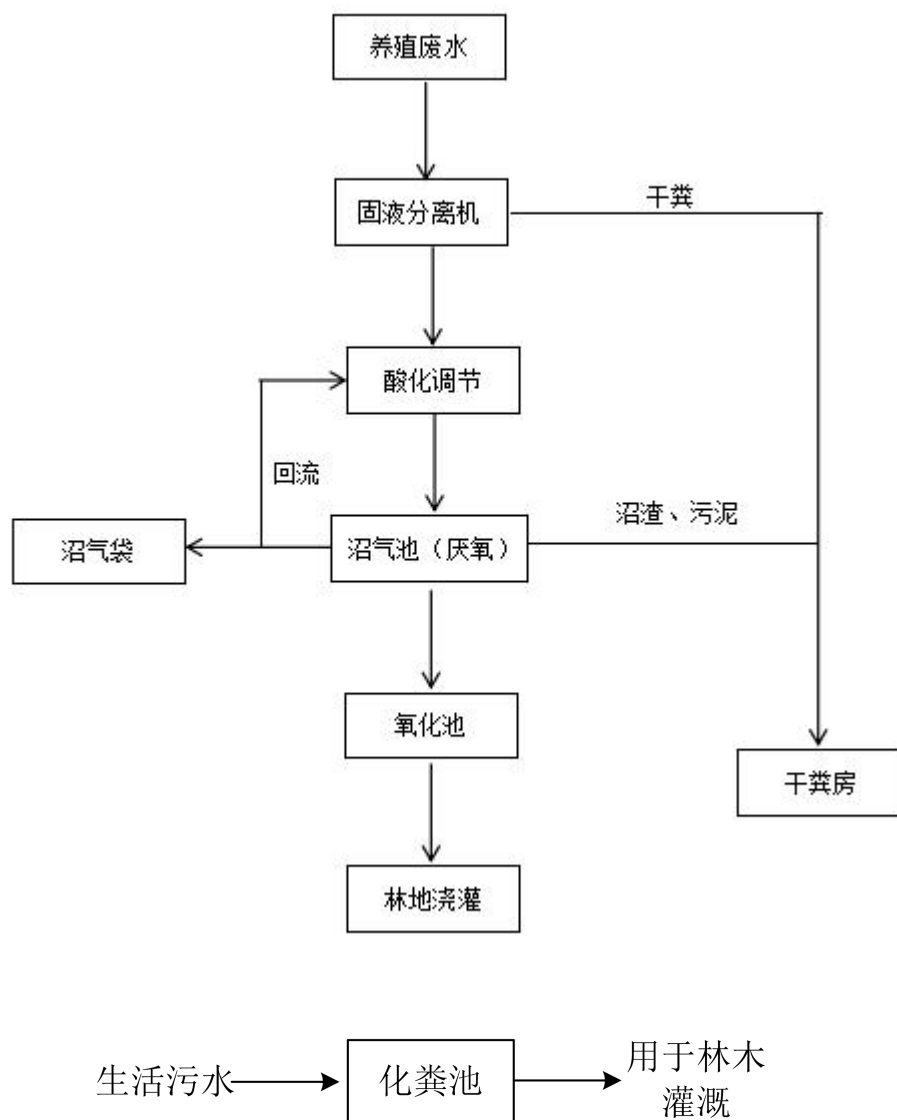 养殖废水
固液分离机
干粪
酸化调节
回流
沼渣、污泥
沼气袋
沼气池（厌氧）
氧化池
干粪房
林地浇灌
生活污水
化粪池
用于林木
灌溉